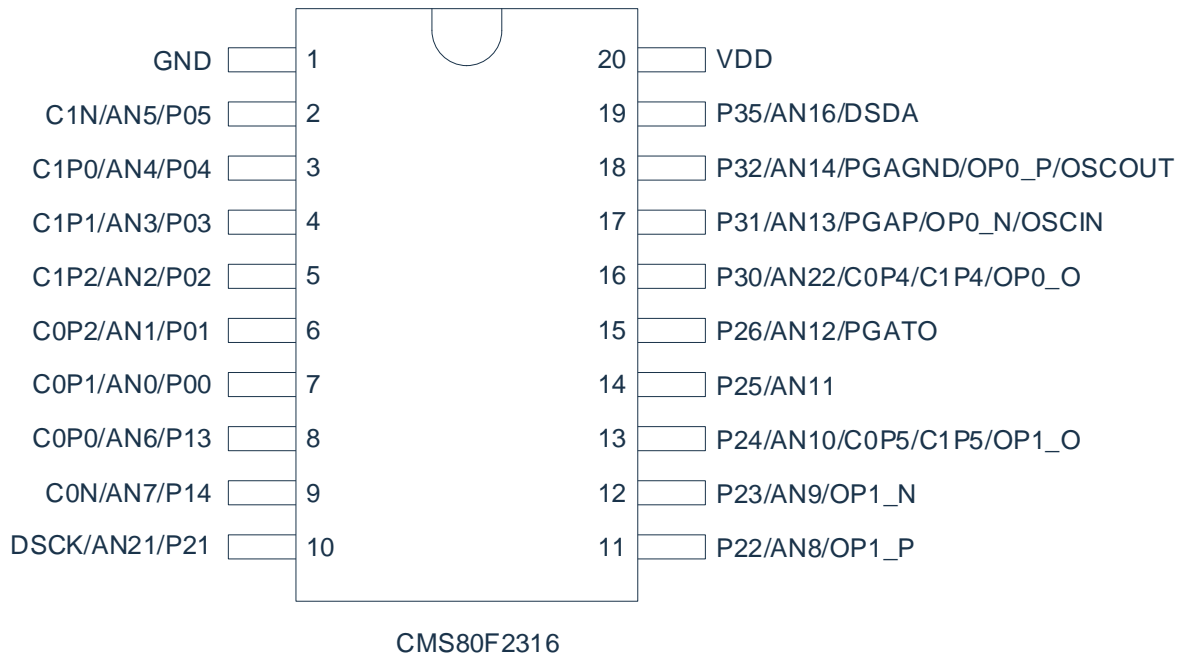 GND 1 20 VDD
C1N/AN5/P05 2 19 P35/AN16/DSDA
C1P0/AN4/P04 3 18 P32/AN14/PGAGND/OP0_P/OSCOUT
C1P1/AN3/P03 4 17 P31/AN13/PGAP/OP0_N/OSCIN
C1P2/AN2/P02 5 16 P30/AN22/C0P4/C1P4/OP0_O
C0P2/AN1/P01 6 15 P26/AN12/PGATO
C0P1/AN0/P00 7 14 P25/AN11
C0P0/AN6/P13 8 13 P24/AN10/C0P5/C1P5/OP1_O
C0N/AN7/P14 9 12 P23/AN9/OP1_N
DSCK/AN21/P21 10 11 P22/AN8/OP1_P
CMS80F2316